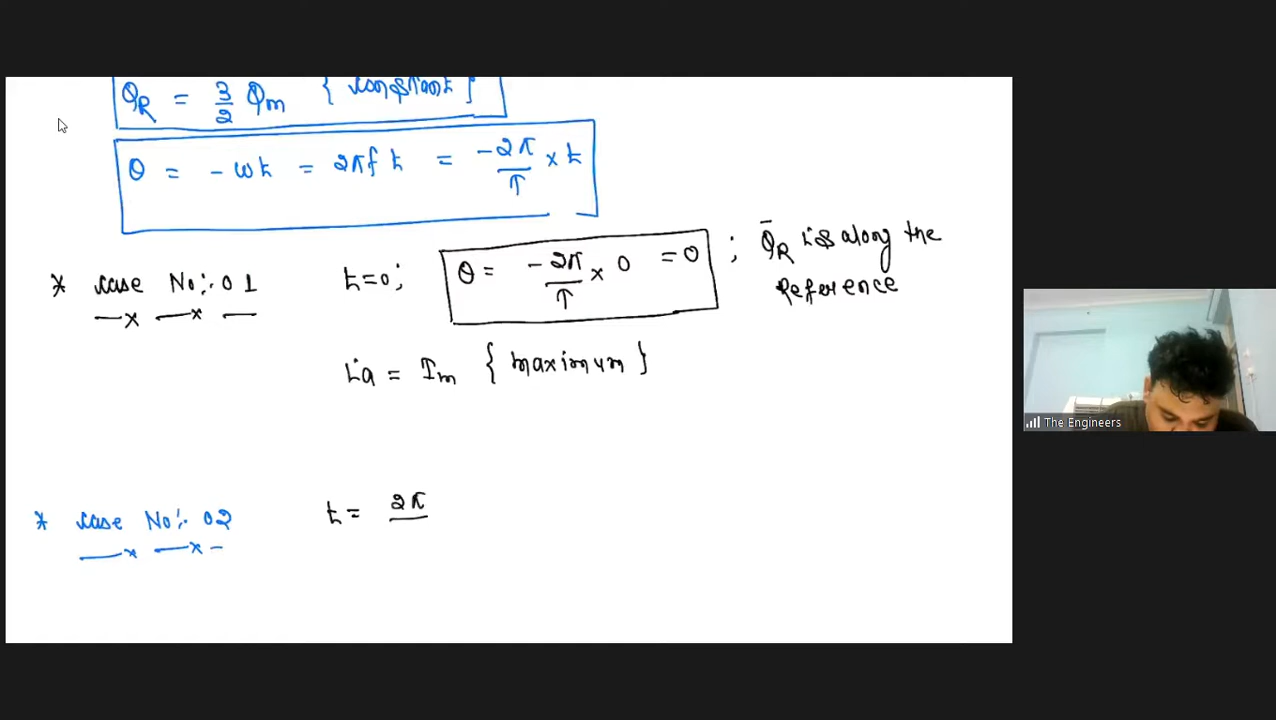 ΦR = 3/2 Φm { constant }
θ = - ωt = 2πf t = -2π/T × t
* case No:- 01 t=0; θ = -2π/T × 0 = 0 ; Φ̄R is along the
reference
ia = Im { maximum }
* case No:- 02 t = 2π
The Engineers